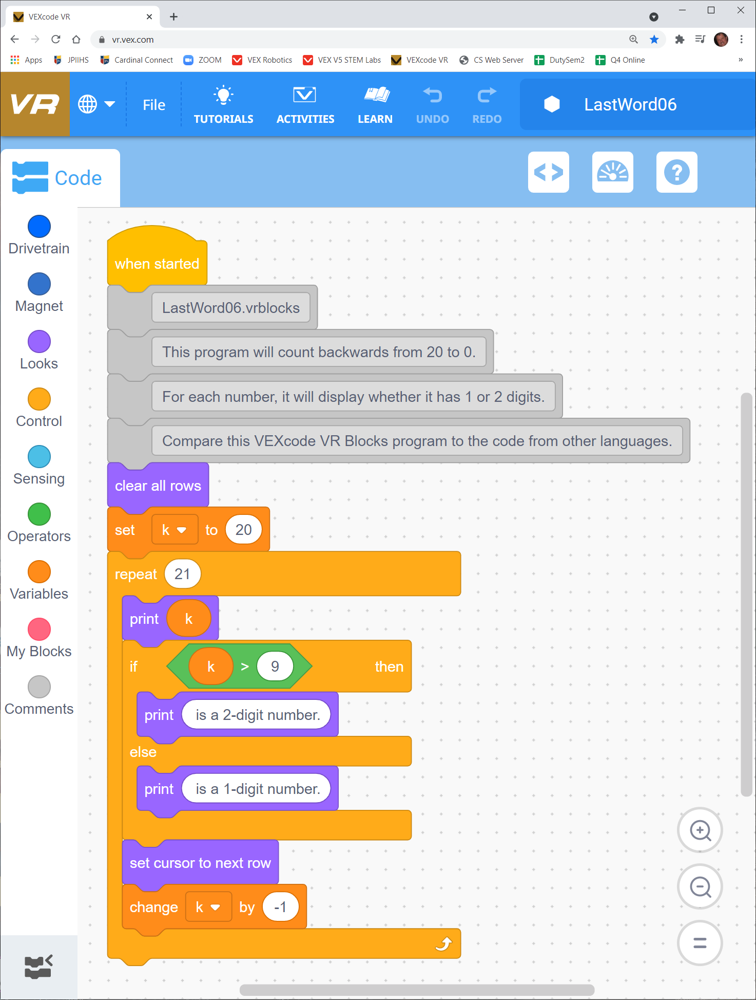 VEXcode VR
vr.vex.com
Apps JPIIHS Cardinal Connect ZOOM VEX Robotics VEX V5 STEM Labs VEXcode VR CS Web Server DutySem2 Q4 Online »
VR File TUTORIALS ACTIVITIES LEARN UNDO REDO LastWord06
Code
Drivetrain
Magnet
Looks
Control
Sensing
Operators
Variables
My Blocks
Comments
when started
LastWord06.vrblocks
This program will count backwards from 20 to 0.
For each number, it will display whether it has 1 or 2 digits.
Compare this VEXcode VR Blocks program to the code from other languages.
clear all rows
set k to 20
repeat 21
print k
if k > 9 then
print is a 2-digit number.
else
print is a 1-digit number.
set cursor to next row
change k by -1